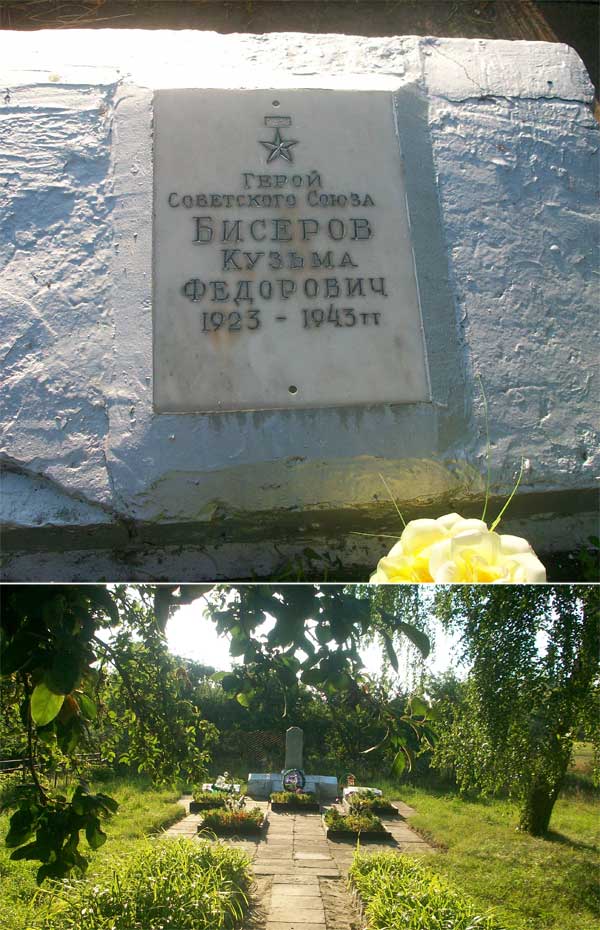 ГЕРОЙ
СОВЕТСКОГО СОЮЗА
БИСЕРОВ
КУЗЬМА
ФЕДОРОВИЧ
1923 - 1943гг